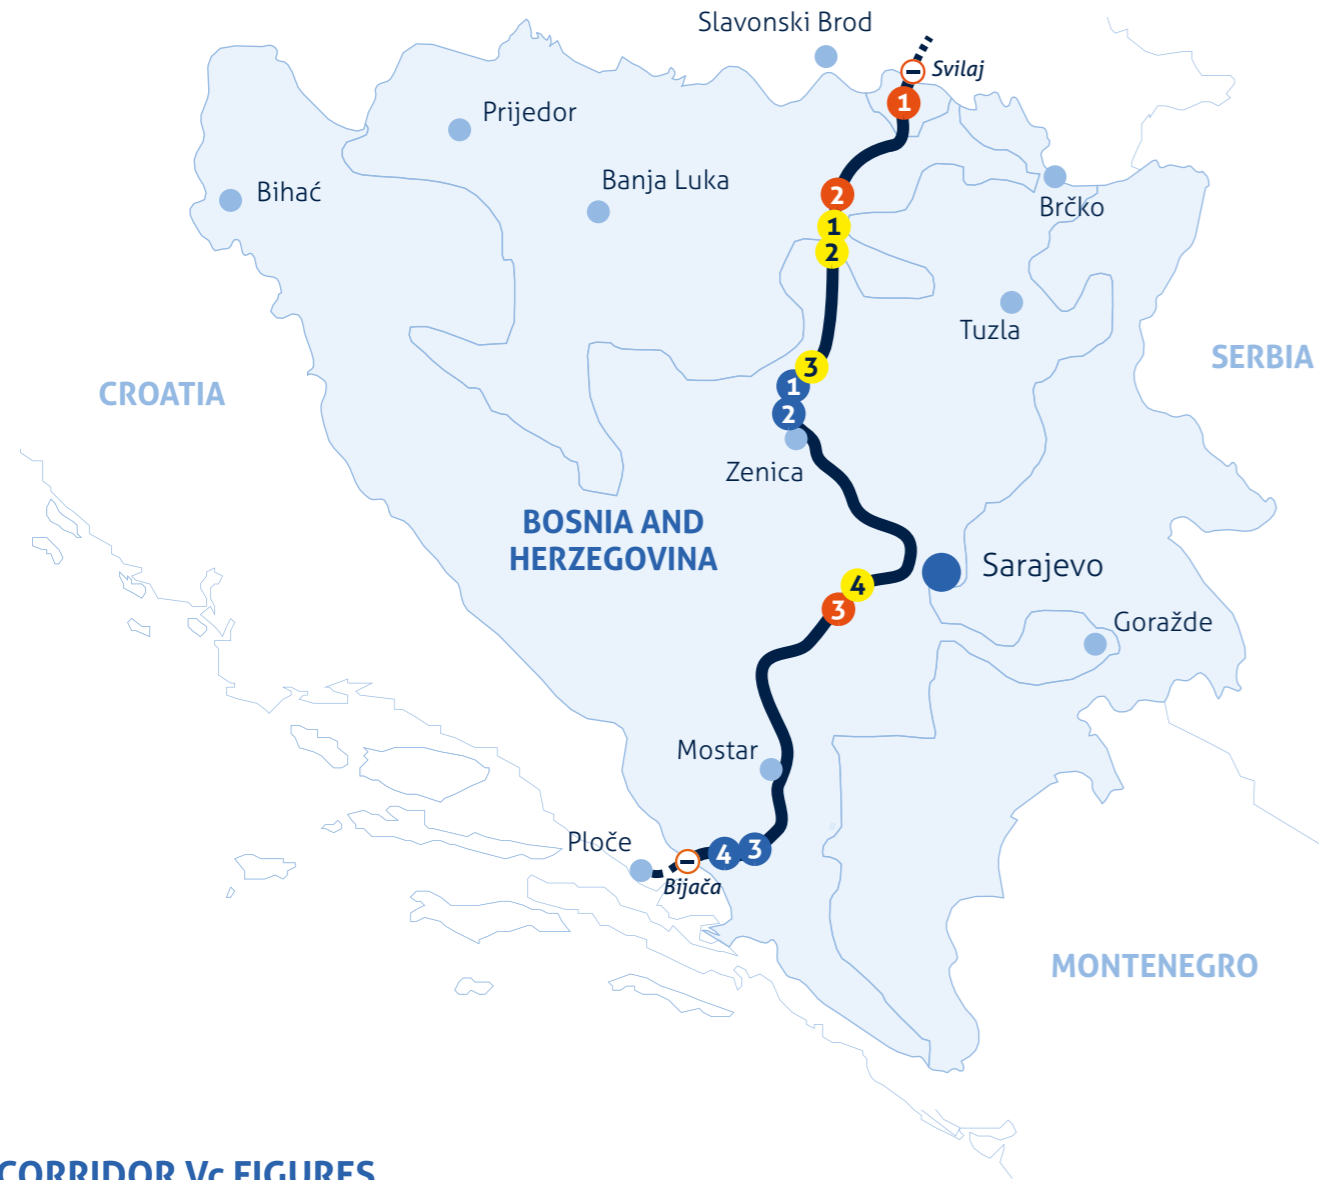 Slavonski Brod
Svilaj
1
Prijedor
Banja Luka
2
Bihać
Brčko
1
2
Tuzla
SERBIA
3
CROATIA
1
2
Zenica
BOSNIA AND
HERZEGOVINA
Sarajevo
4
3
Goražde
Mostar
Ploče
4
3
Bijača
MONTENEGRO
CORRIDOR Vc FIGURES